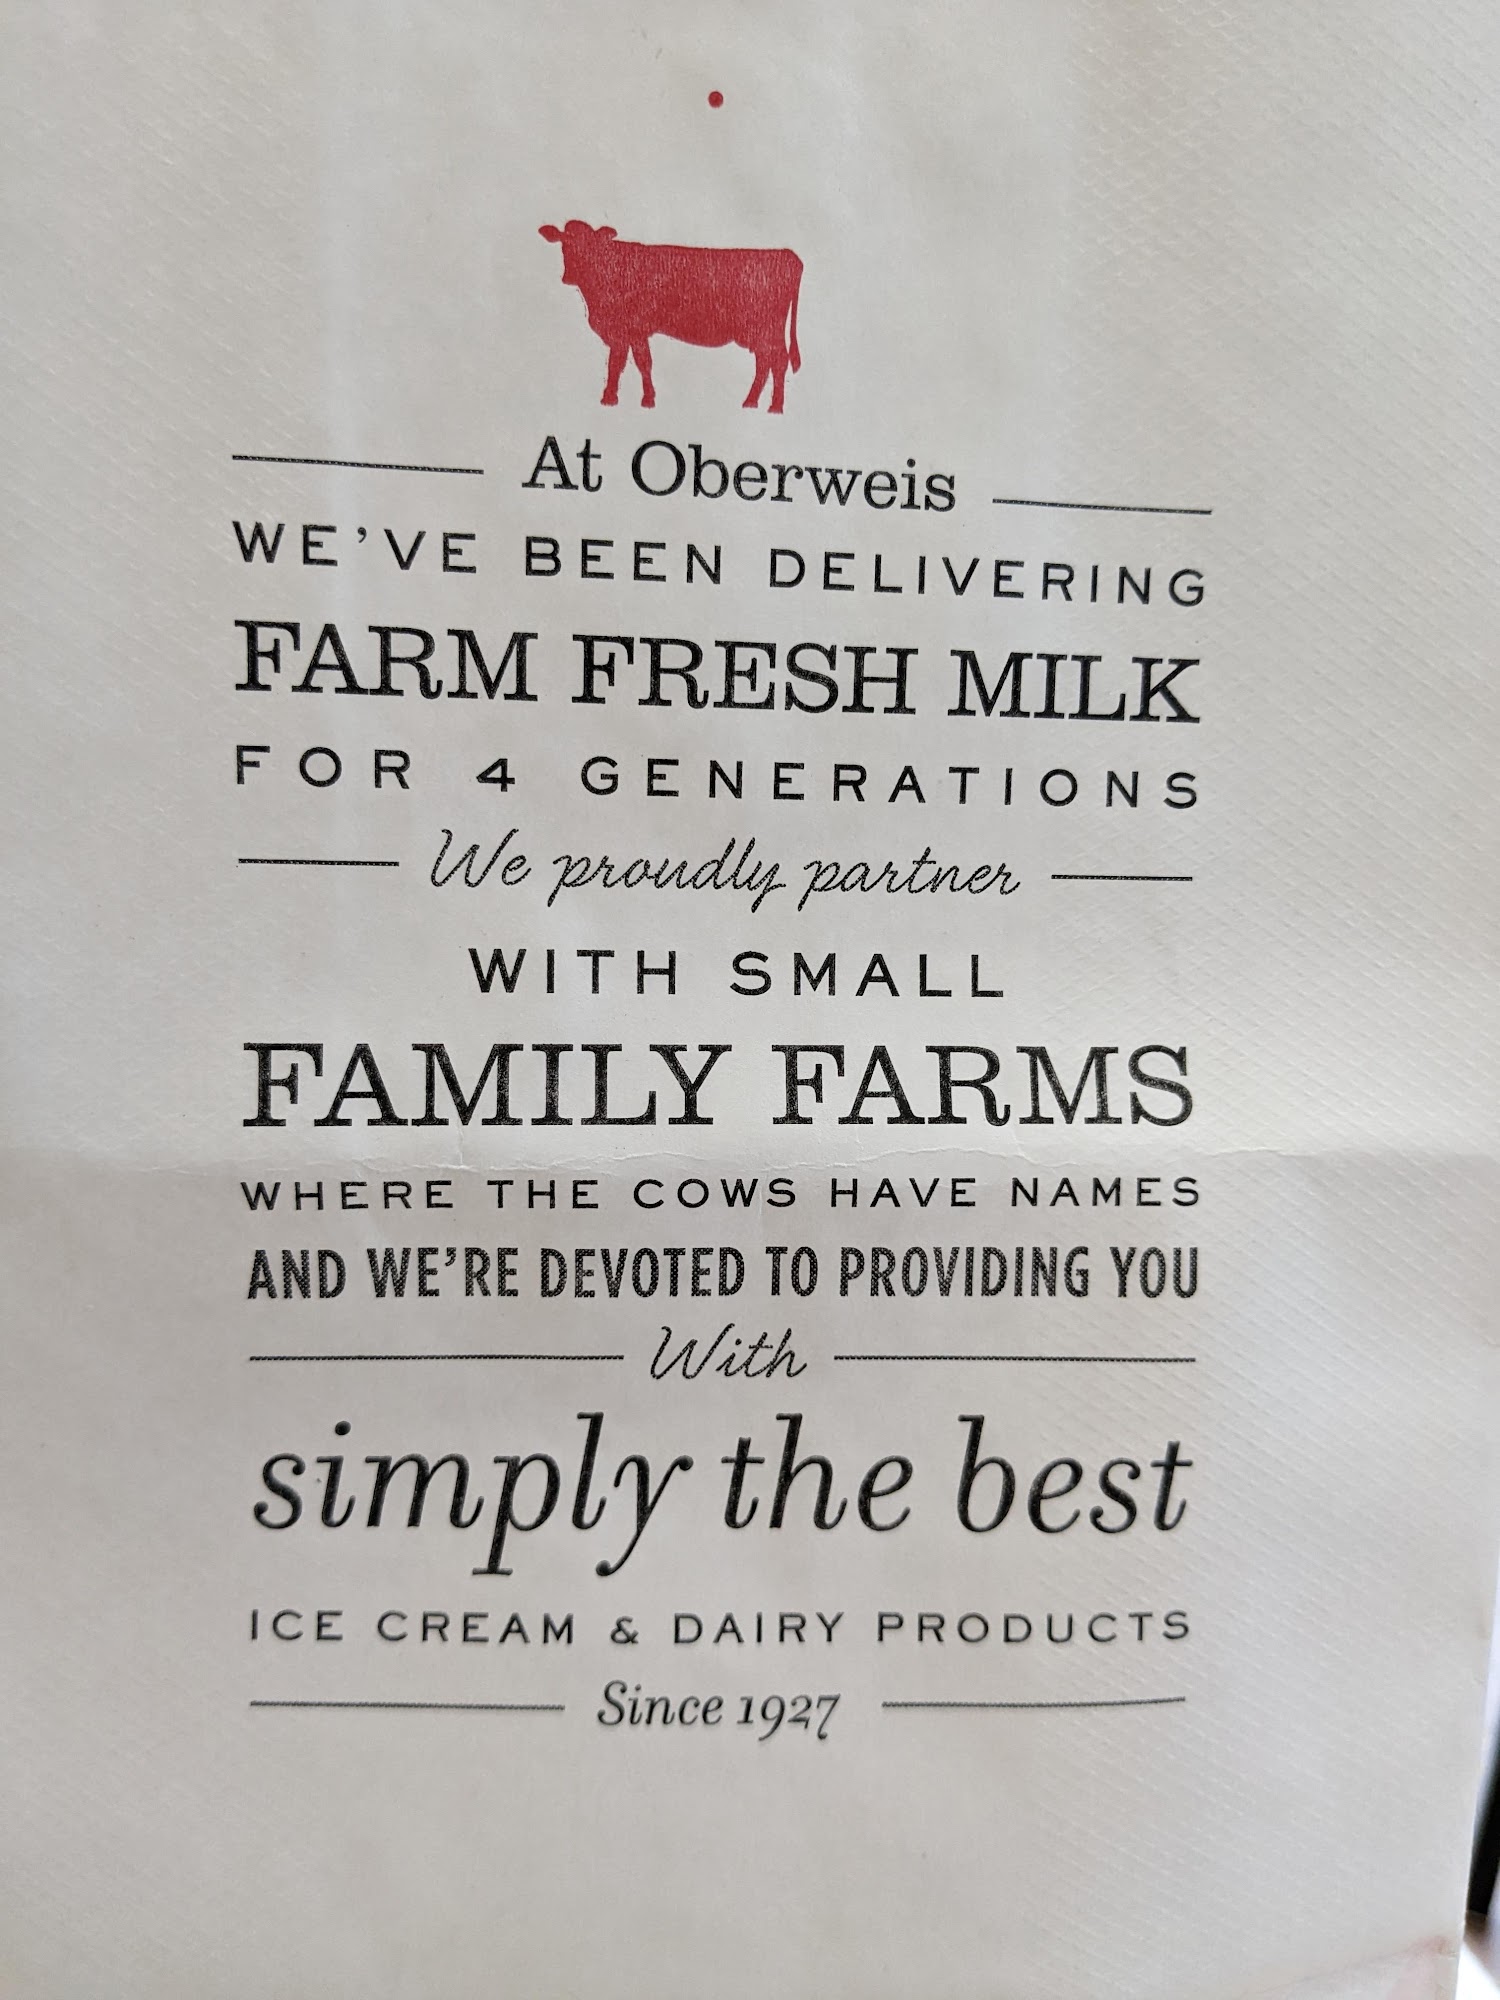 At Oberweis
WE'VE BEEN DELIVERING
FARM FRESH MILK
FOR 4 GENERATIONS
We proudly partner
WITH SMALL
FAMILY FARMS
WHERE THE COWS HAVE NAMES
AND WE'RE DEVOTED TO PROVIDING YOU
With
simply the best
ICE CREAM & DAIRY PRODUCTS
Since 1927